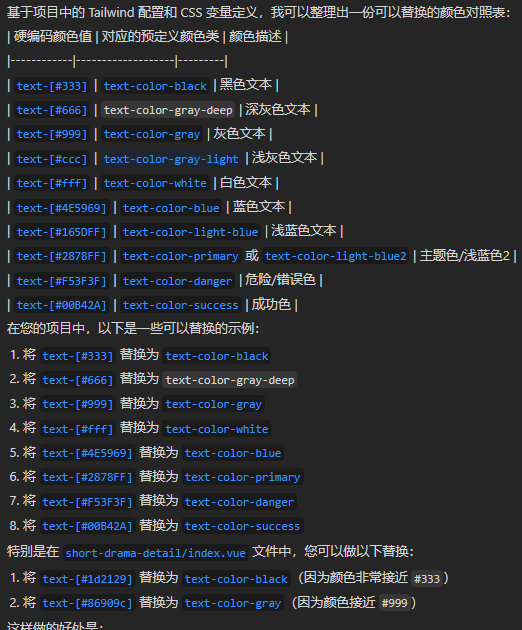 基于项目中的 Tailwind 配置和 CSS 变量定义，我可以整理出一份可以替换的颜色对照表：
| 硬编码颜色值 | 对应的预定义颜色类 | 颜色描述 |
|------------|-------------------|---------|
| text-[#333] | text-color-black | 黑色文本 |
| text-[#666] | text-color-gray-deep | 深灰色文本 |
| text-[#999] | text-color-gray | 灰色文本 |
| text-[#ccc] | text-color-gray-light | 浅灰色文本 |
| text-[#fff] | text-color-white | 白色文本 |
| text-[#4E5969] | text-color-blue | 蓝色文本 |
| text-[#165DFF] | text-color-light-blue | 浅蓝色文本 |
| text-[#2878FF] | text-color-primary 或 text-color-light-blue2 | 主题色/浅蓝色2 |
| text-[#F53F3F] | text-color-danger | 危险/错误色 |
| text-[#00B42A] | text-color-success | 成功色 |
在您的项目中，以下是一些可以替换的示例：
1. 将 text-[#333] 替换为 text-color-black
2. 将 text-[#666] 替换为 text-color-gray-deep
3. 将 text-[#999] 替换为 text-color-gray
4. 将 text-[#fff] 替换为 text-color-white
5. 将 text-[#4E5969] 替换为 text-color-blue
6. 将 text-[#2878FF] 替换为 text-color-primary
7. 将 text-[#F53F3F] 替换为 text-color-danger
8. 将 text-[#00B42A] 替换为 text-color-success
特别是在 short-drama-detail/index.vue 文件中，您可以做以下替换：
1. 将 text-[#1d2129] 替换为 text-color-black（因为颜色非常接近 #333）
2. 将 text-[#86909c] 替换为 text-color-gray（因为颜色接近 #999）
这样做的好处是：